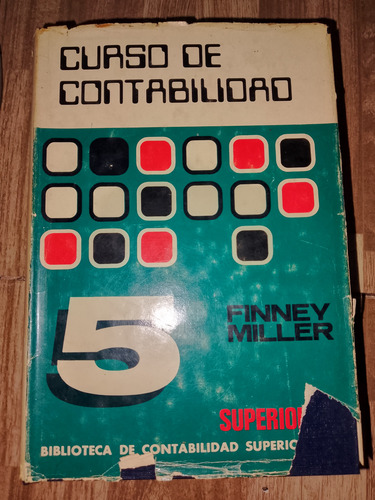 CURSO DE
CONTABILIDAD
5
FINNEY
MILLER
BIBLIOTECA DE CONTABILIDAD